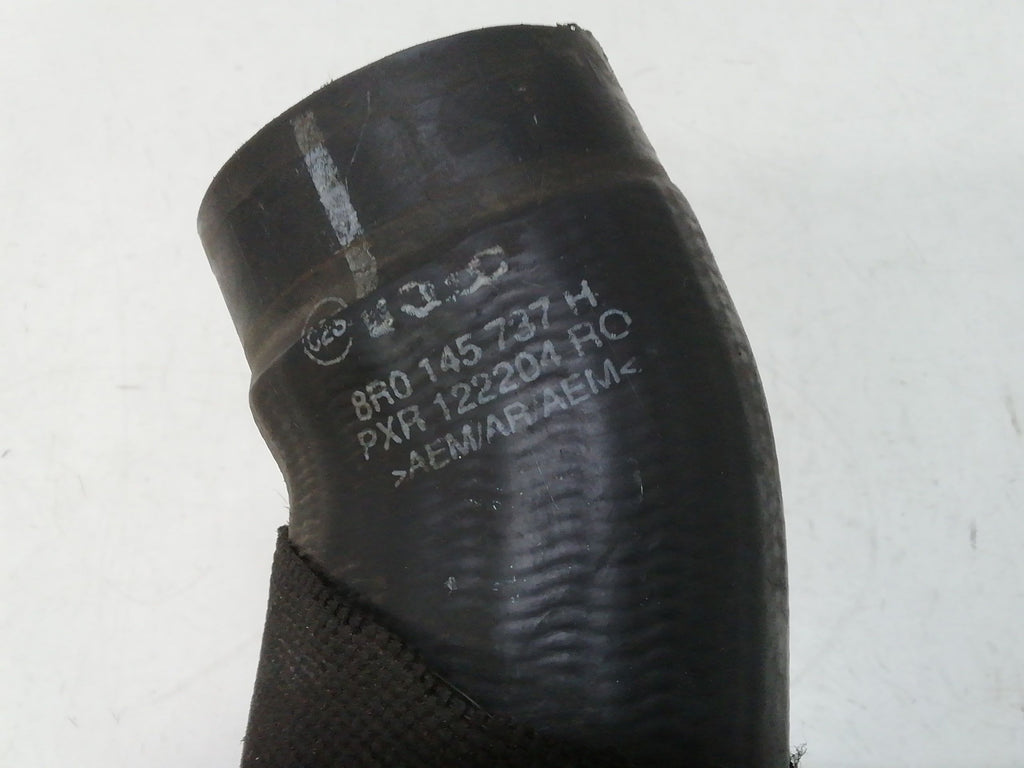 8R0 145 737 H
PXR 122204 RO
>AEM/AR/AEM<